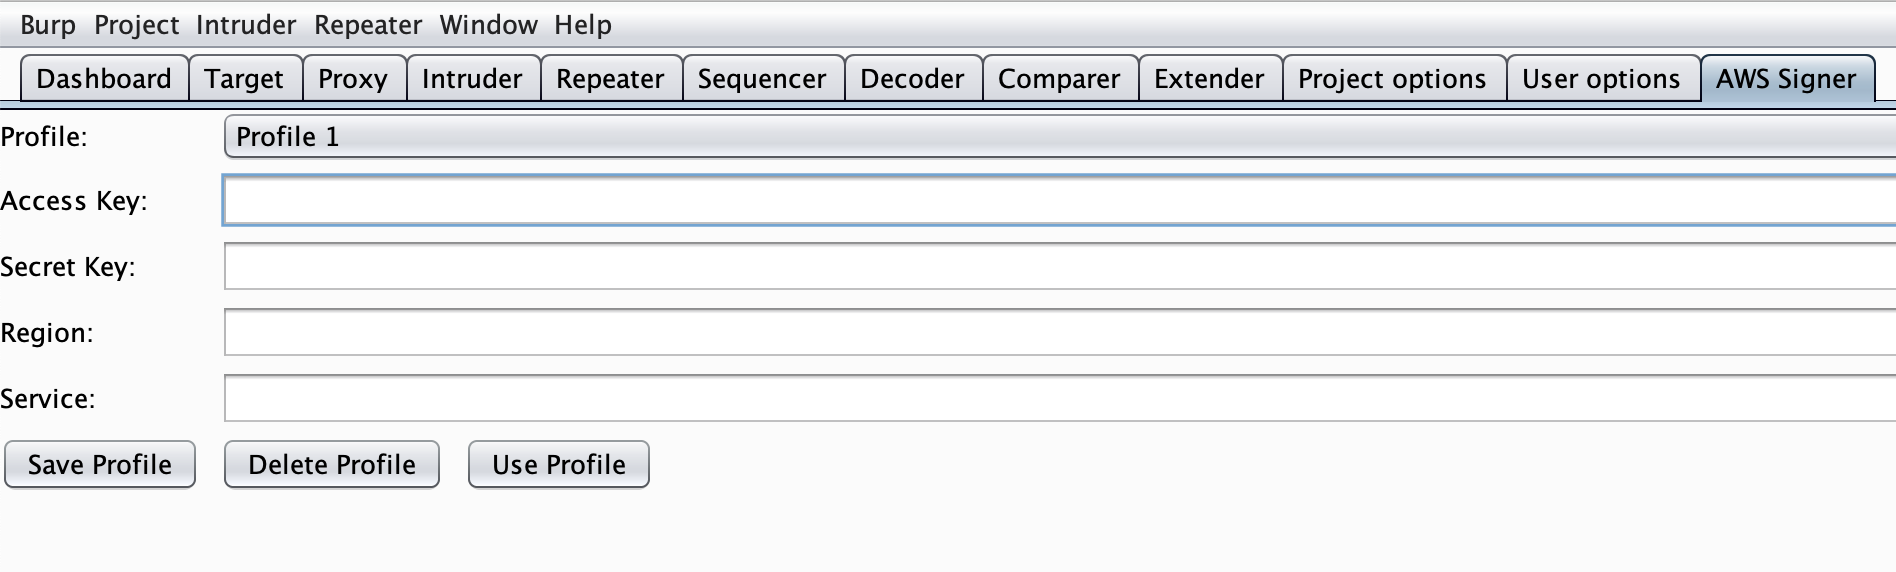 Burp Project Intruder Repeater Window Help
Dashboard Target Proxy Intruder Repeater Sequencer Decoder Comparer Extender Project options User options AWS Signer
Profile: Profile 1
Access Key:
Secret Key:
Region:
Service:
Save Profile Delete Profile Use Profile